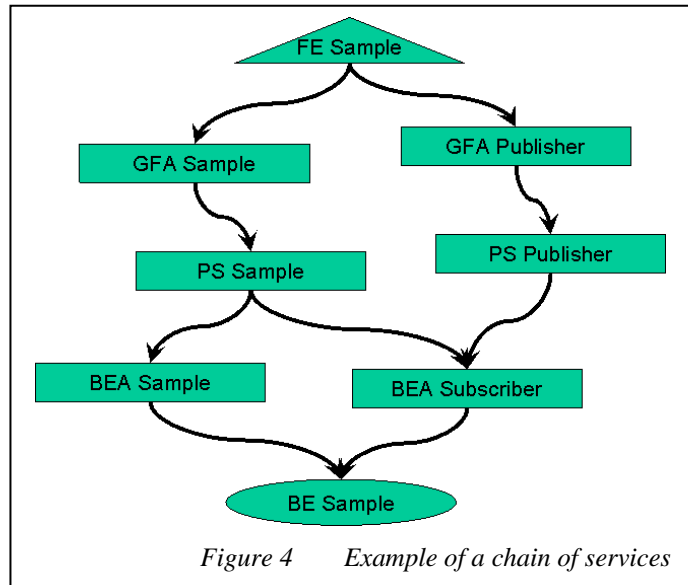 FE Sample
GFA Sample
GFA Publisher
PS Sample
PS Publisher
BEA Sample
BEA Subscriber
BE Sample
Figure 4 Example of a chain of services